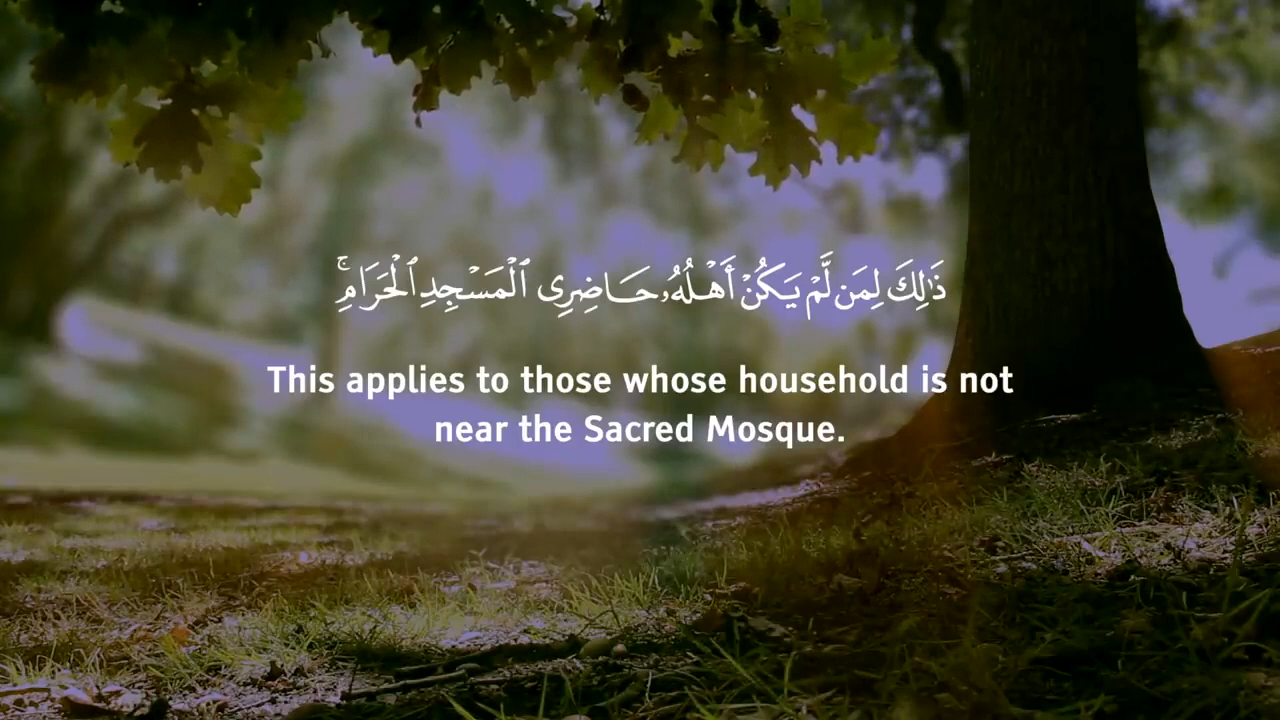 ذَٰلِكَ لِمَن لَّمْ يَكُنْ أَهْلُهُۥ حَاضِرِى ٱلْمَسْجِدِ ٱلْحَرَامِ ۚ
This applies to those whose household is not
near the Sacred Mosque.